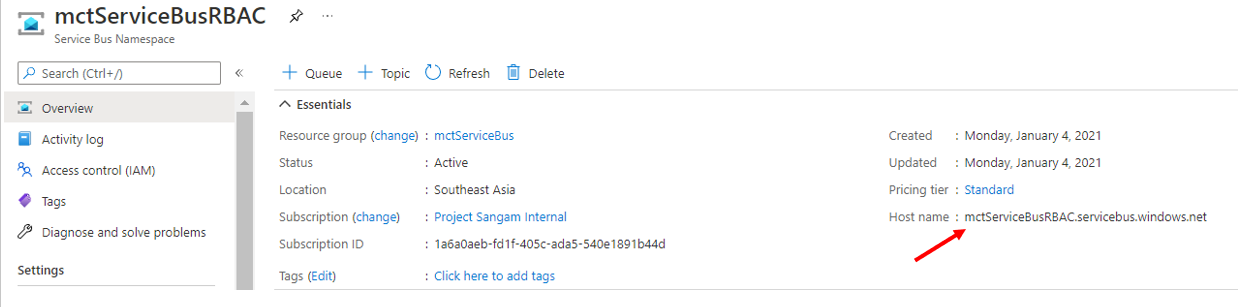 mctServiceBusRBAC ...
Service Bus Namespace
Search (Ctrl+/) «
Queue Topic Refresh Delete
Overview
Activity log
Access control (IAM)
Tags
Diagnose and solve problems
Settings
Essentials
Resource group (change) : mctServiceBus
Status : Active
Location : Southeast Asia
Subscription (change) : Project Sangam Internal
Subscription ID : 1a6a0aeb-fd1f-405c-ada5-540e1891b44d
Tags (Edit) : Click here to add tags
Created : Monday, January 4, 2021
Updated : Monday, January 4, 2021
Pricing tier : Standard
Host name : mctServiceBusRBAC.servicebus.windows.net